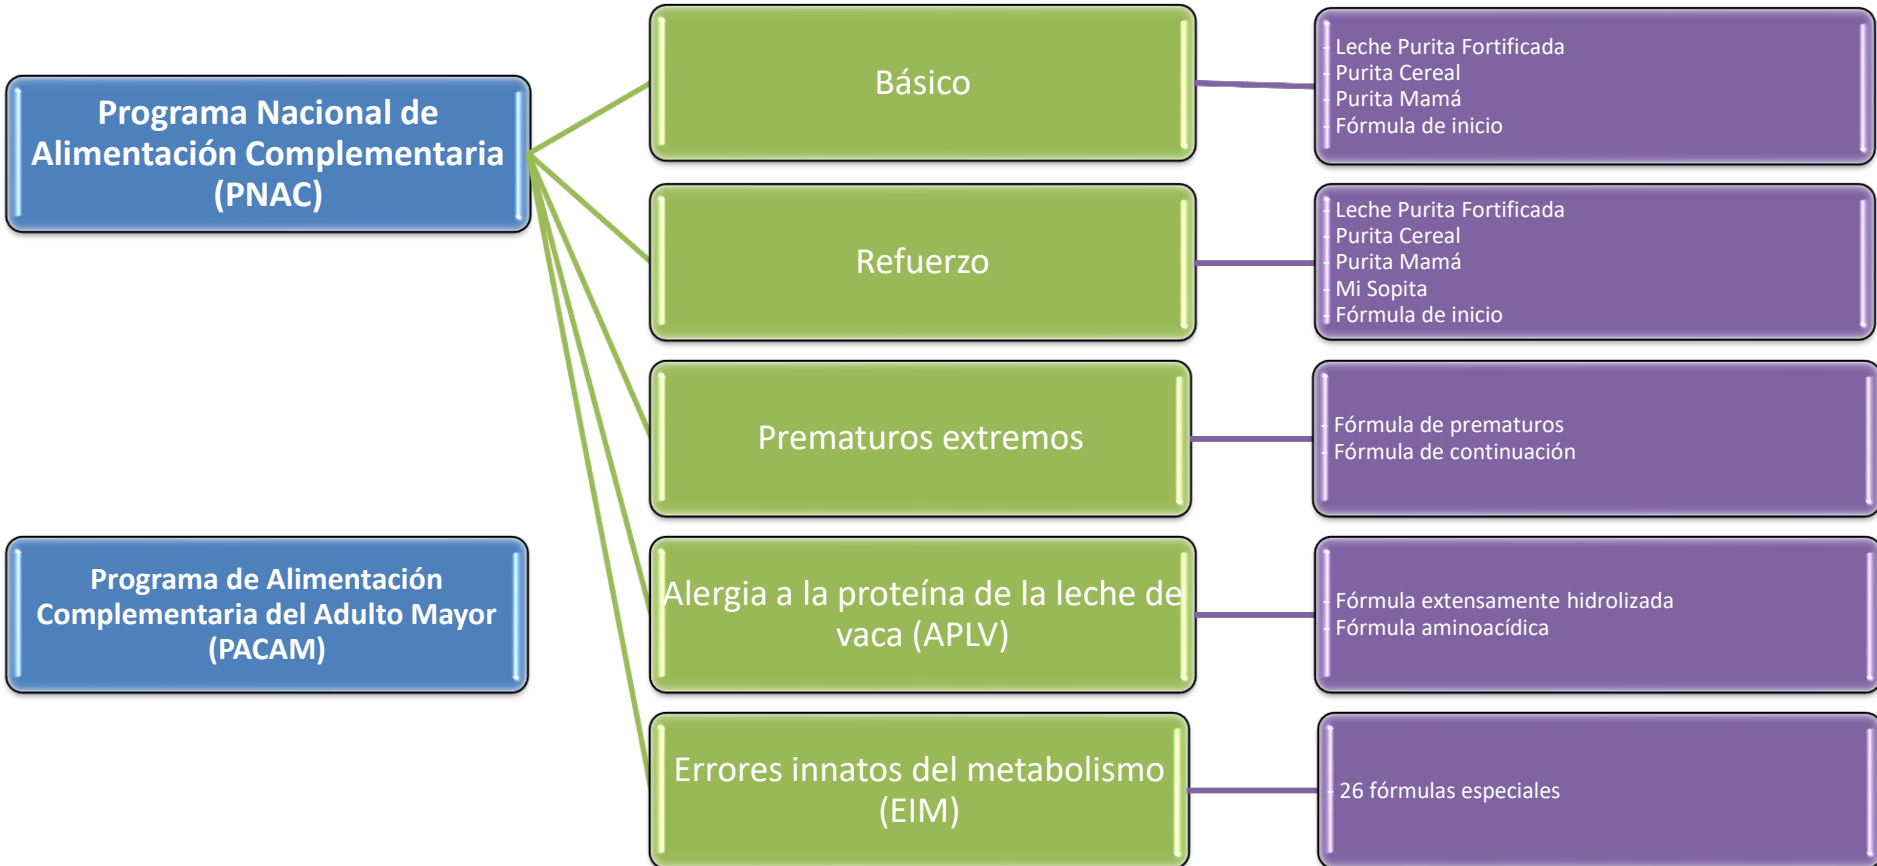 Programa Nacional de
Alimentación Complementaria
(PNAC)
Básico
- Leche Purita Fortificada
- Purita Cereal
- Purita Mamá
- Fórmula de inicio
Refuerzo
- Leche Purita Fortificada
- Purita Cereal
- Purita Mamá
- Mi Sopita
- Fórmula de inicio
Prematuros extremos
- Fórmula de prematuros
- Fórmula de continuación
Alergia a la proteína de la leche de
vaca (APLV)
- Fórmula extensamente hidrolizada
- Fórmula aminoacídica
Errores innatos del metabolismo
(EIM)
- 26 fórmulas especiales
Programa de Alimentación
Complementaria del Adulto Mayor
(PACAM)